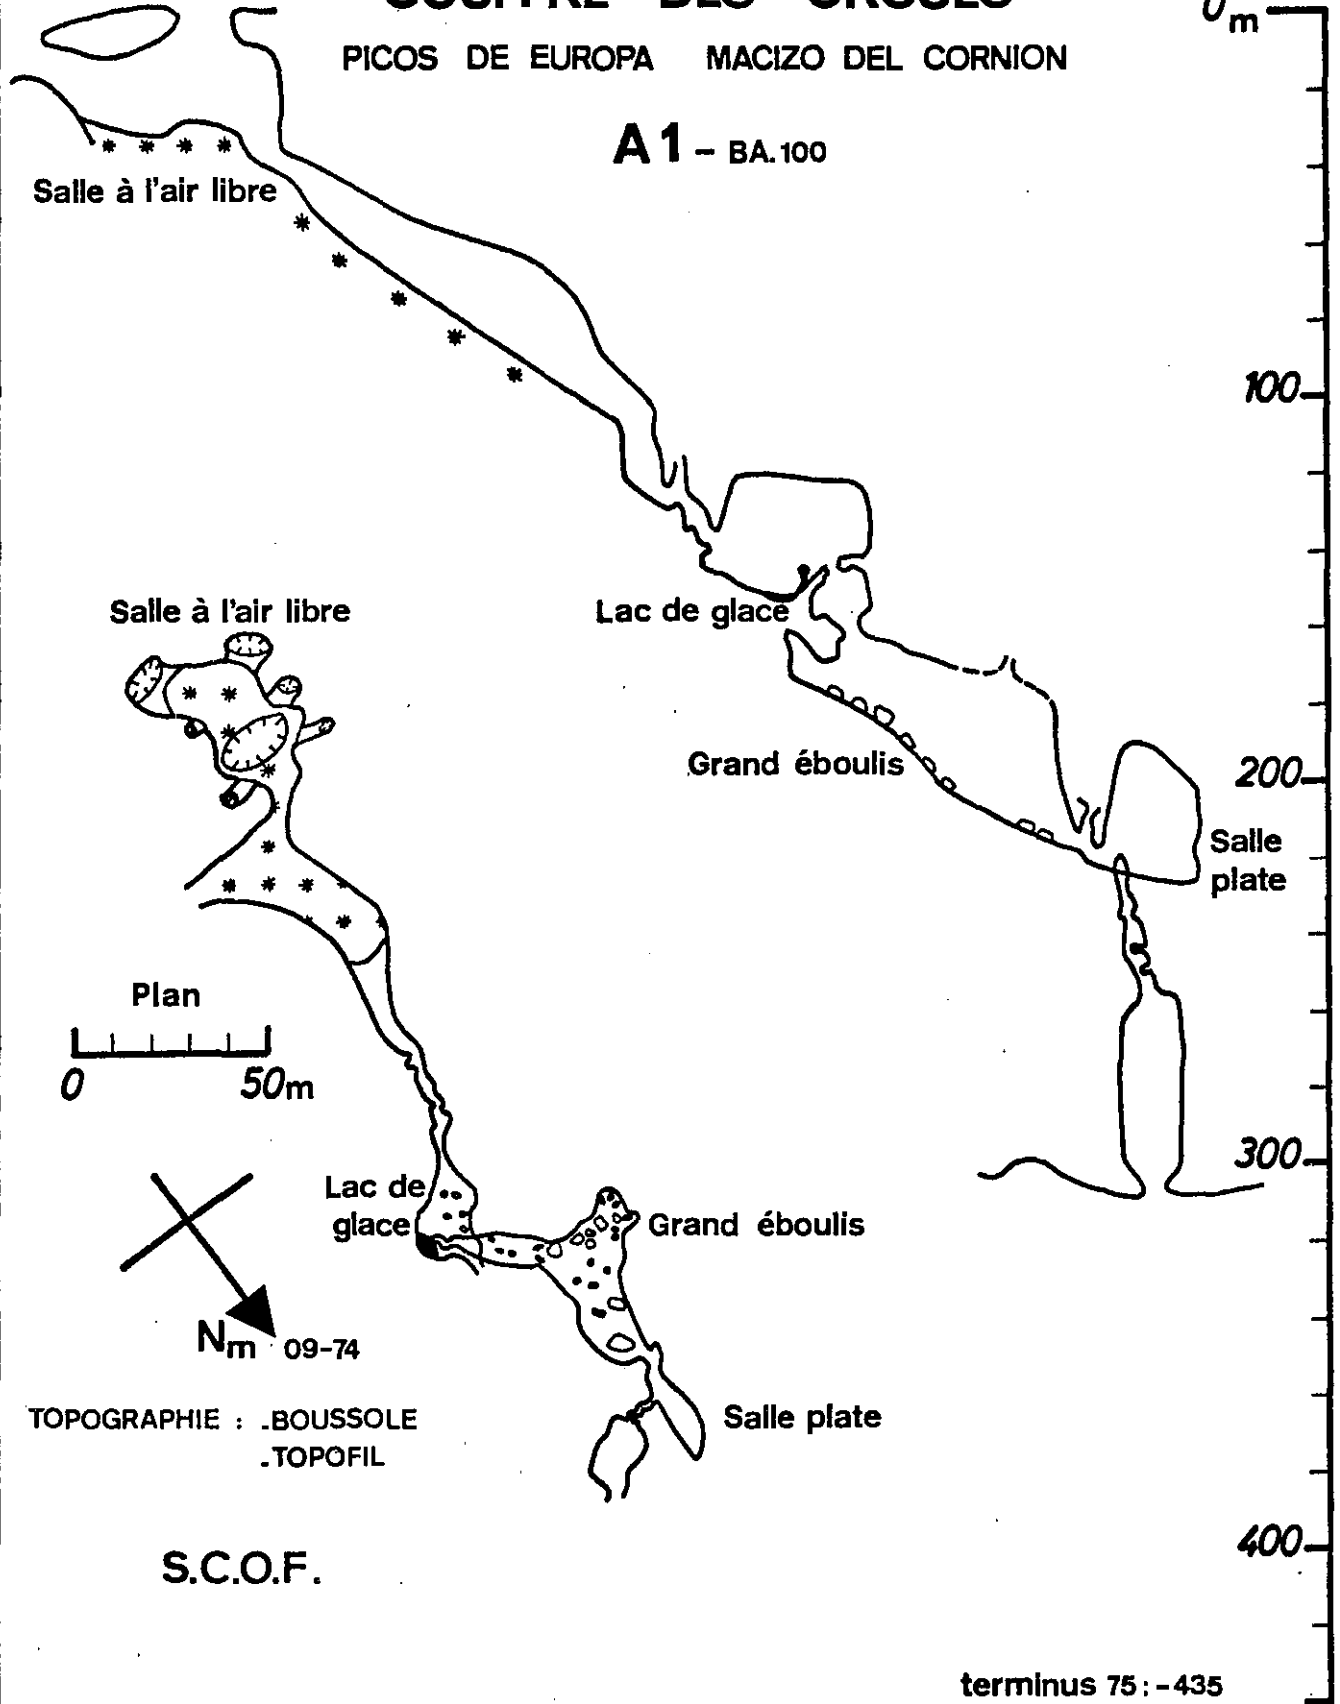 0m
PICOS DE EUROPA MACIZO DEL CORNION
A1 - BA.100
Salle à l'air libre
100
Salle à l'air libre
Lac de glace
Grand éboulis
200
Salle
plate
Plan
0 50m
300
Lac de
glace
Grand éboulis
Nm 09-74
TOPOGRAPHIE : .BOUSSOLE
.TOPOFIL
Salle plate
400
S.C.O.F.
terminus 75:-435